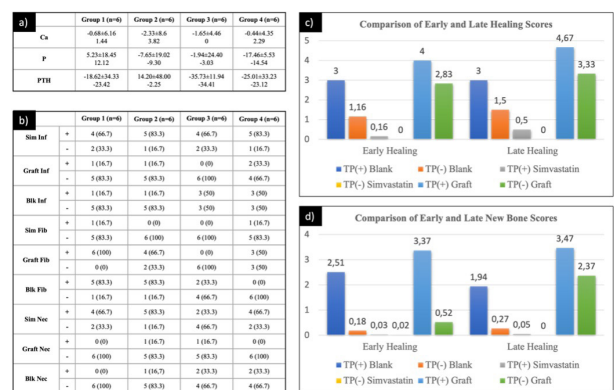 a)
Group 1 (n=6) Group 2 (n=6) Group 3 (n=6) Group 4 (n=6)
Ca -0.68±6.16 -2.33±8.6 -1.65±4.46 -0.44±4.35
1.44 3.82 0 2.29
P 5.23±18.45 -7.65±19.02 -1.94±24.40 -17.46±5.53
12.12 -9.30 -3.03 -14.54
PTH -18.62±34.33 14.20±48.00 -35.73±11.94 -25.01±33.23
-23.42 -2.25 -34.41 -23.12
b)
Group 1 (n=6) Group 2 (n=6) Group 3 (n=6) Group 4 (n=6)
Sim Inf + 4 (66.7) 5 (83.3) 4 (66.7) 5 (83.3)
- 2 (33.3) 1 (16.7) 2 (33.3) 1 (16.7)
Graft Inf + 1 (16.7) 1 (16.7) 0 (0) 2 (33.3)
- 5 (83.3) 5 (83.3) 6 (100) 4 (66.7)
Blk Inf + 1 (16.7) 1 (16.7) 3 (50) 3 (50)
- 5 (83.3) 5 (83.3) 3 (50) 3 (50)
Sim Fib + 1 (16.7) 0 (0) 0 (0) 1 (16.7)
- 5 (83.3) 6 (100) 6 (100) 5 (83.3)
Graft Fib + 6 (100) 4 (66.7) 0 (0) 3 (50)
- 0 (0) 2 (33.3) 6 (100) 3 (50)
Blk Fib + 5 (83.3) 5 (83.3) 2 (33.3) 0 (0)
- 1 (16.7) 1 (16.7) 4 (66.7) 6 (100)
Sim Nec + 4 (66.7) 5 (83.3) 2 (33.3) 4 (66.7)
- 2 (33.3) 1 (16.7) 4 (66.7) 2 (33.3)
Graft Nec + 0 (0) 1 (16.7) 1 (16.7) 0 (0)
- 6 (100) 5 (83.3) 5 (83.3) 6 (100)
Blk Nec + 0 (0) 1 (16.7) 2 (33.3) 2 (33.3)
- 6 (100) 5 (83.3) 4 (66.7) 4 (66.7)
c)
Comparison of Early and Late Healing Scores
5
4
3
2
1
0
3 1,16 0,16 0 4 2,83
3 1,5 0,5 0 4,67 3,33
Early Healing Late Healing
TP(+) Blank TP(-) Blank TP(+) Simvastatin
TP(-) Simvastatin TP(+) Graft TP(-) Graft
d)
Comparison of Early and Late New Bone Scores
4
3
2
1
0
2,51 0,18 0,03 0,02 3,37 0,52
1,94 0,27 0,05 0 3,47 2,37
Early Healing Late Healing
TP(+) Blank TP(-) Blank TP(+) Simvastatin
TP(-) Simvastatin TP(+) Graft TP(-) Graft